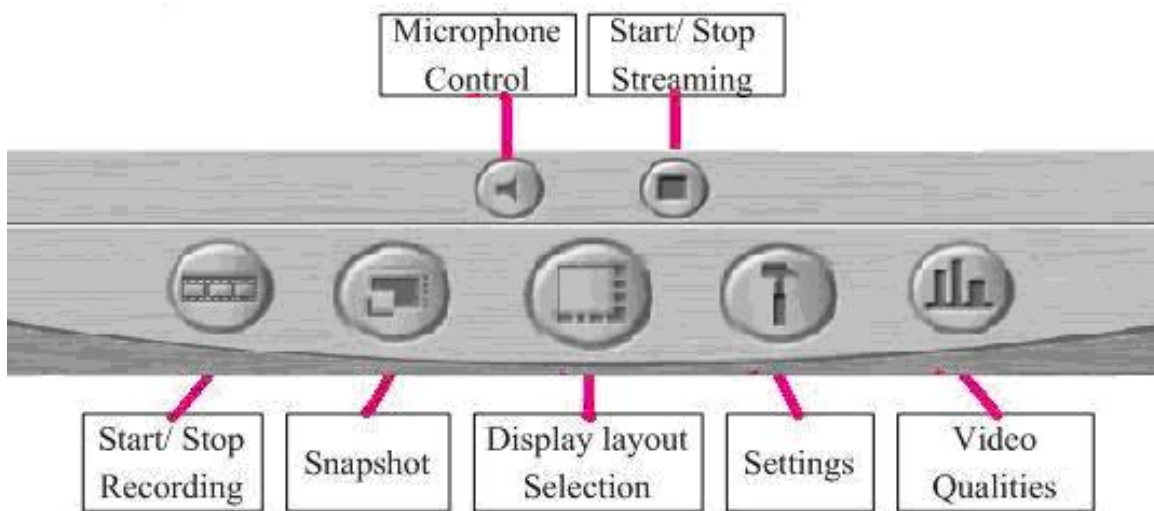 Microphone
Control
Start/ Stop
Streaming
Start/ Stop
Recording
Snapshot
Display layout
Selection
Settings
Video
Qualities